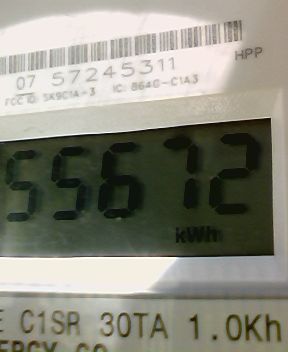 07 57245311
HPP
FCC ID: SK9C1A-3 IC: 864G-C1A3
55672
kWh
C1SR 30TA 1.0Kh